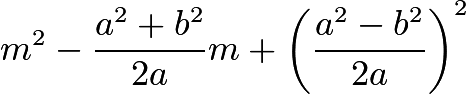 m^2 - \frac{a^2 + b^2}{2a} m + \left( \frac{a^2 - b^2}{2a} \right)^2